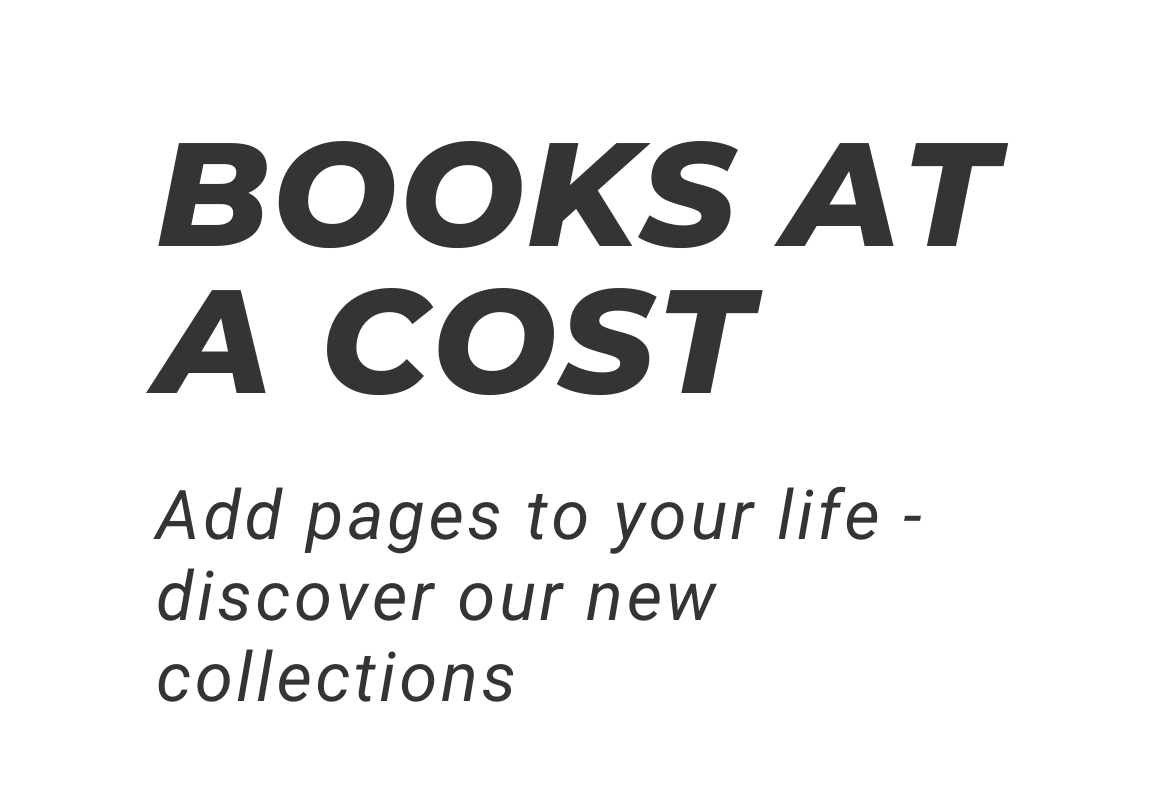 BOOKS AT
A COST
Add pages to your life -
discover our new
collections